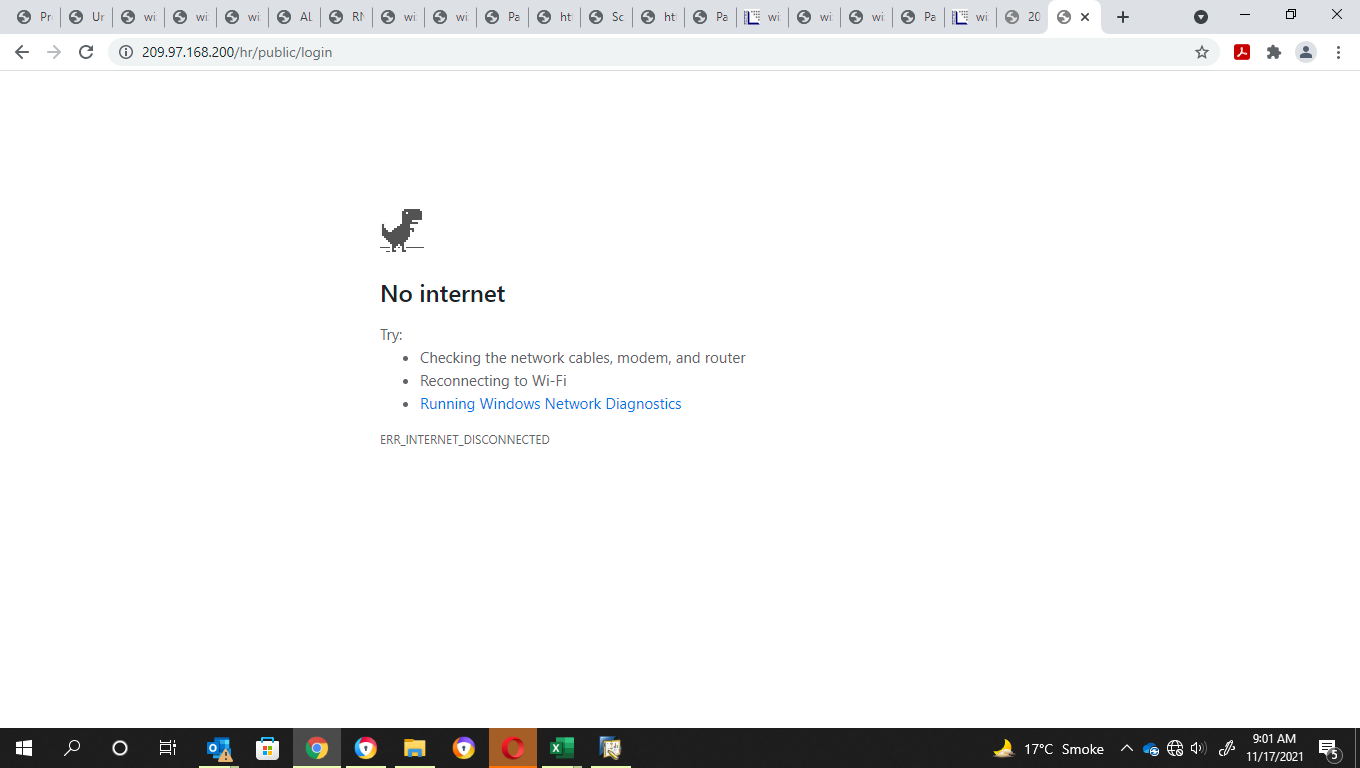 Pr Ur wi wi wi AL RN wi wi Pa ht Sc ht Pa wi wi wi Pa wi 20
209.97.168.200/hr/public/login
No internet
Try:
Checking the network cables, modem, and router
Reconnecting to Wi-Fi
Running Windows Network Diagnostics
ERR_INTERNET_DISCONNECTED
17°C Smoke
9:01 AM
11/17/2021
5